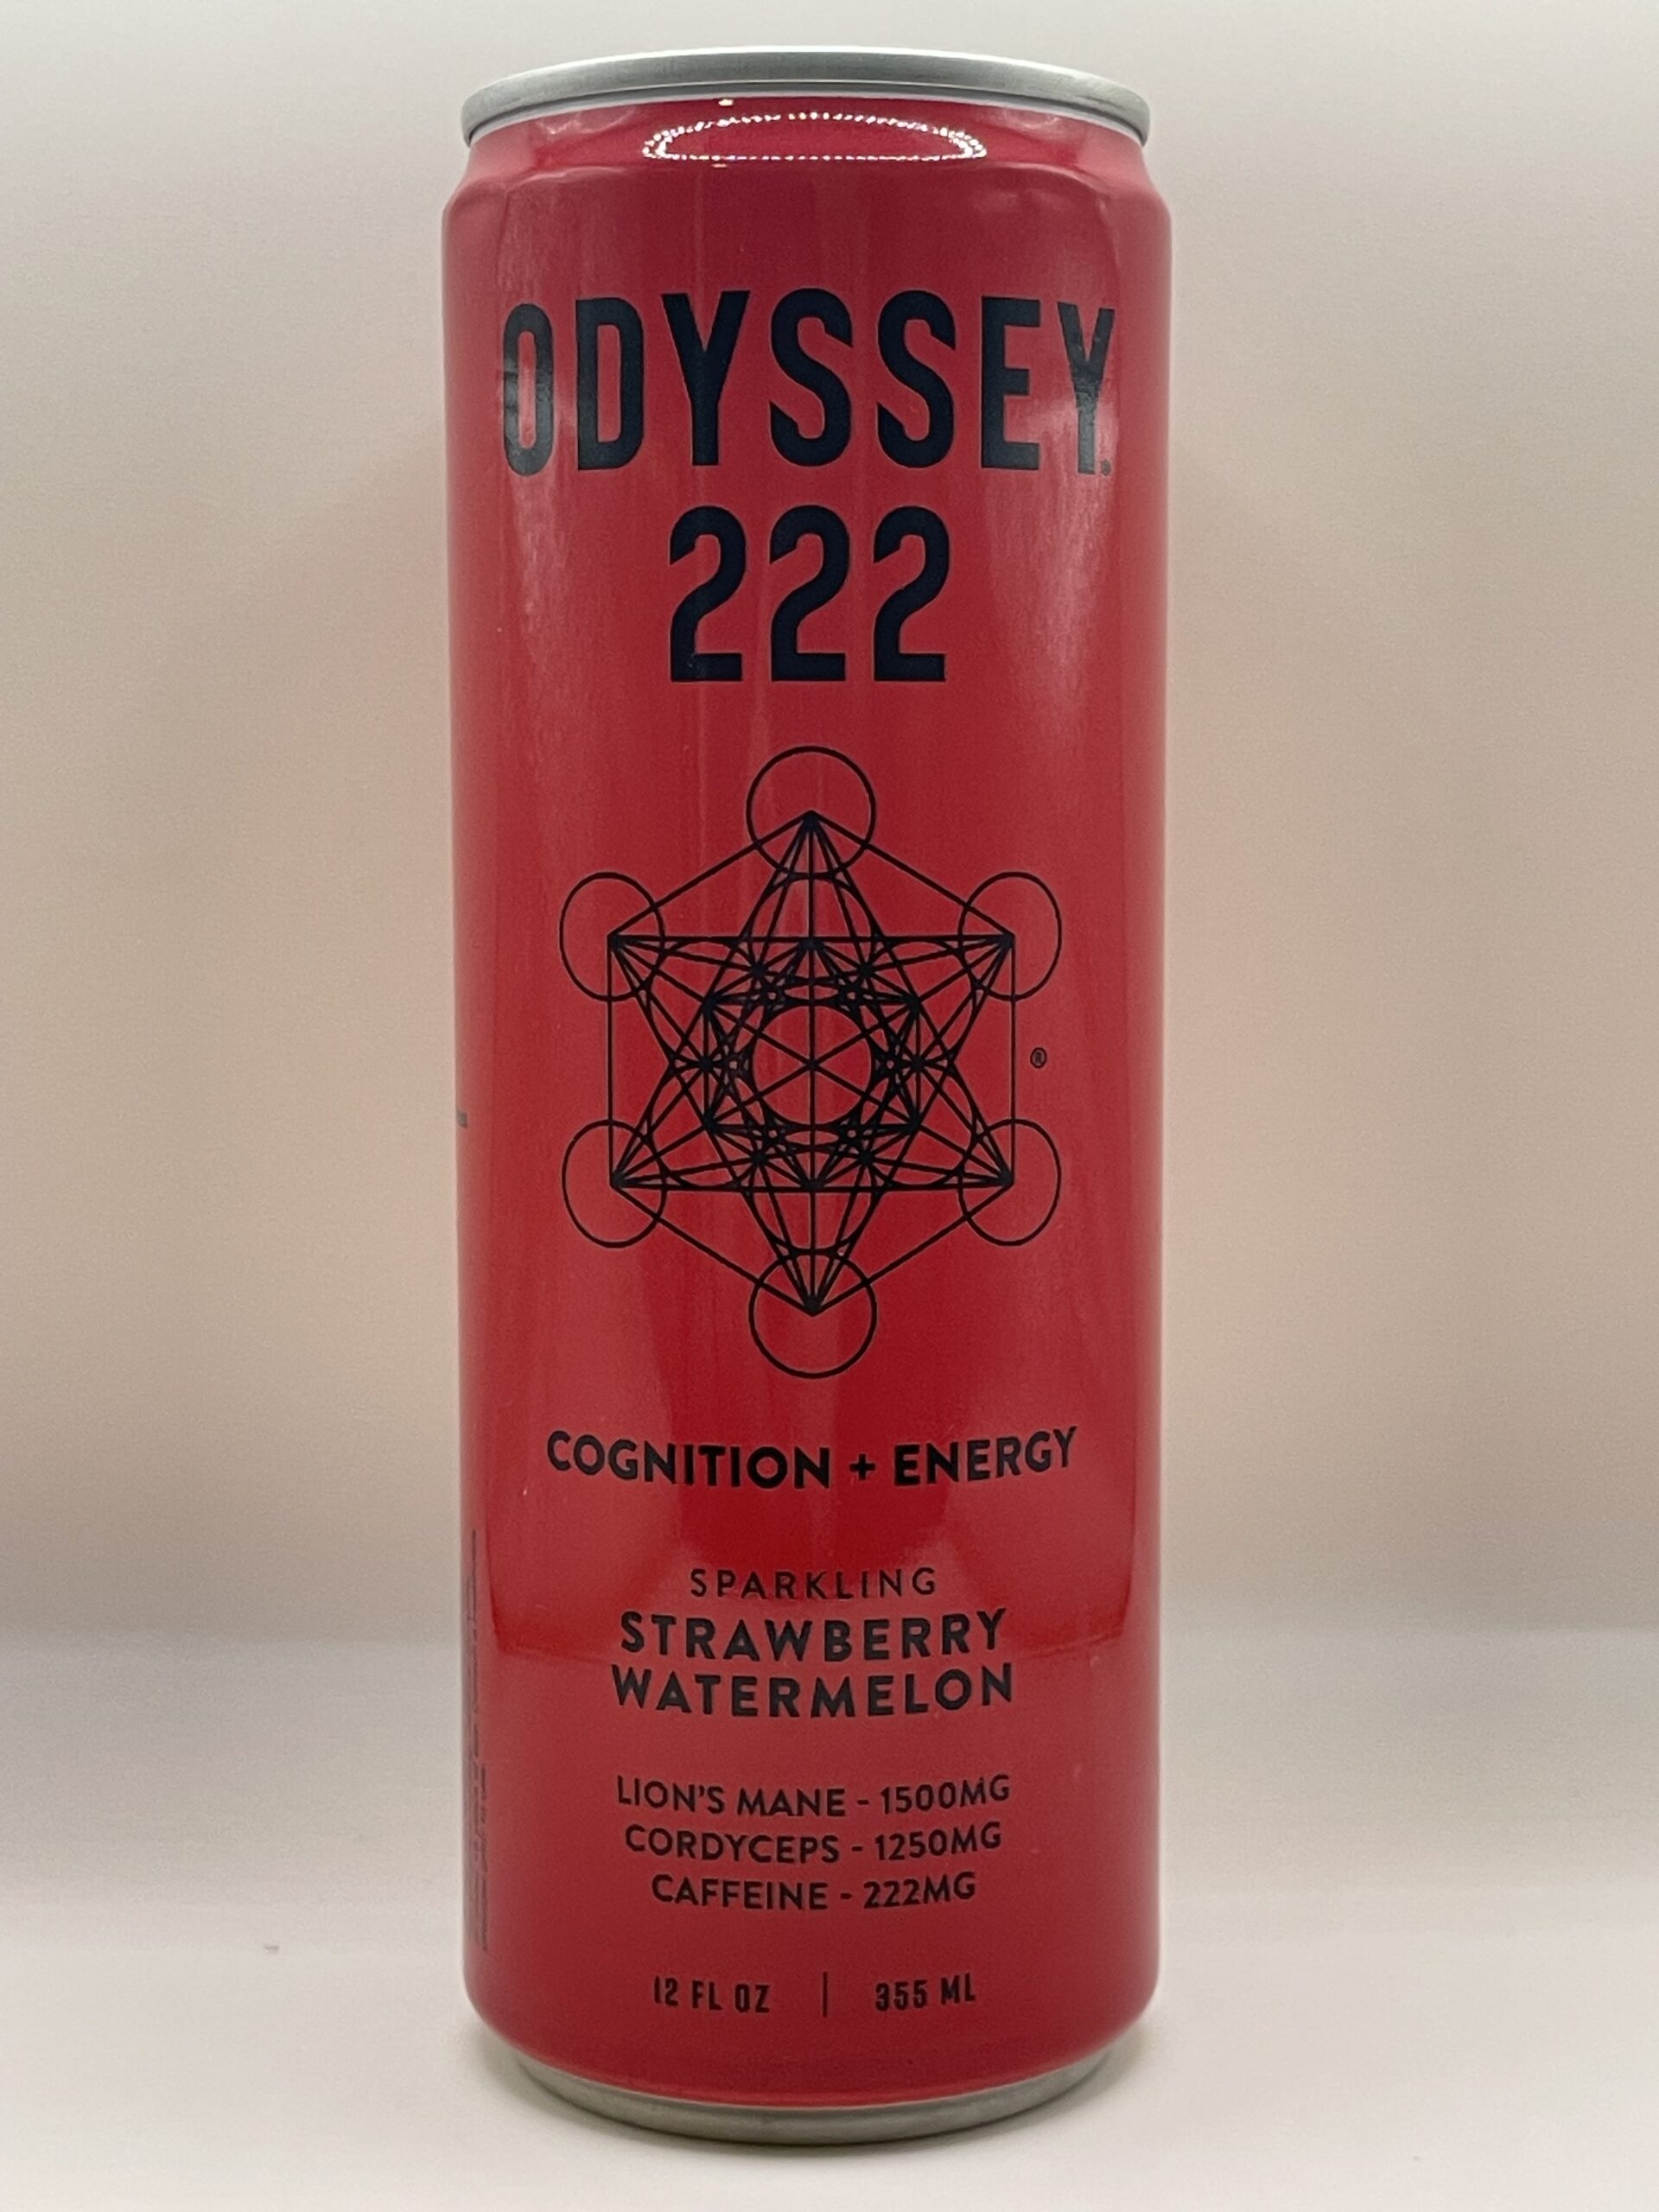 ODYSSEY®
222
®
COGNITION + ENERGY
SPARKLING
STRAWBERRY
WATERMELON
LION'S MANE - 1500MG
CORDYCEPS - 1250MG
CAFFEINE - 222MG
12 FL OZ | 355 ML